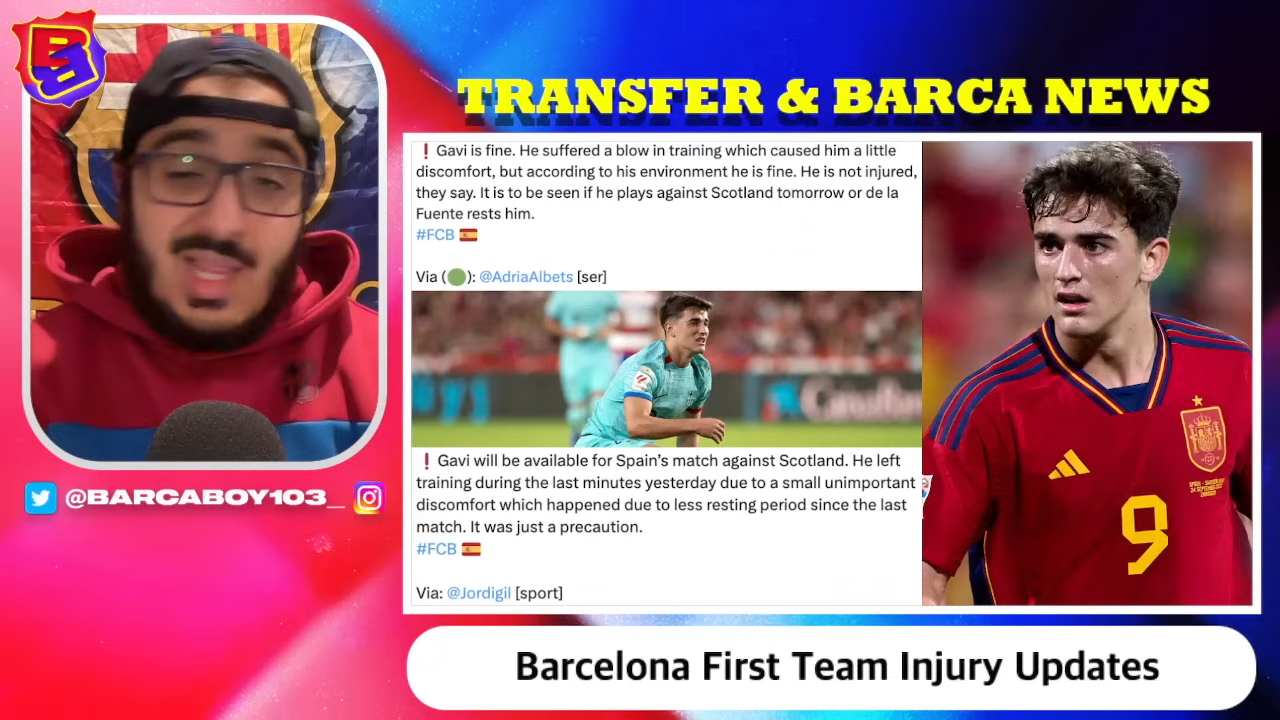 TRANSFER & BARCA NEWS
❗Gavi is fine. He suffered a blow in training which caused him a little
discomfort, but according to his environment he is fine. He is not injured,
they say. It is to be seen if he plays against Scotland tomorrow or de la
Fuente rests him.
#FCB 🇪🇸
Via (🟢): @AdriaAlbets [ser]
❗Gavi will be available for Spain’s match against Scotland. He left
training during the last minutes yesterday due to a small unimportant
discomfort which happened due to less resting period since the last
match. It was just a precaution.
#FCB 🇪🇸
Via: @Jordigil [sport]
9
@BARCABOY103_
Barcelona First Team Injury Updates